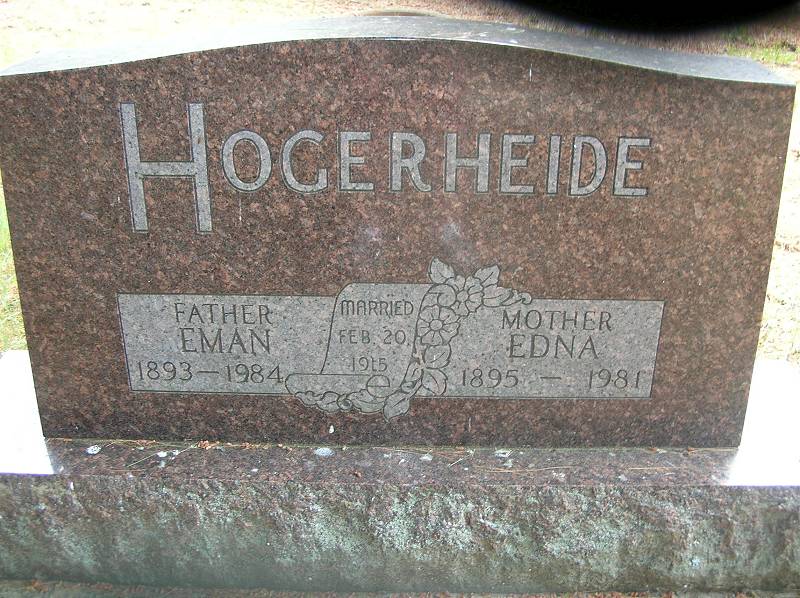 HOGERHEIDE
FATHER
EMAN
1893 — 1984
MARRIED
FEB. 20,
1915
MOTHER
EDNA
1895 — 1981